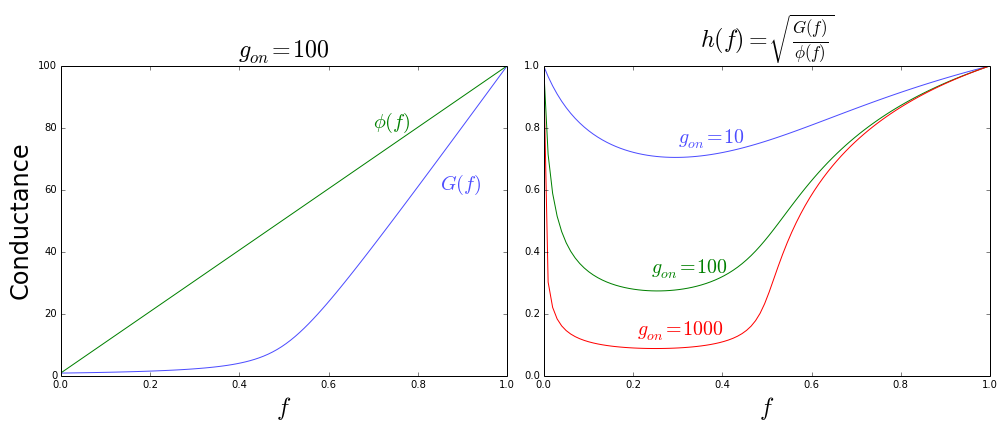 g_on = 100
Conductance
100
80
60
40
20
0
0.0 0.2 0.4 0.6 0.8 1.0
f
ϕ(f)
G(f)
h(f) = √(G(f)/ϕ(f))
1.0
0.8
0.6
0.4
0.2
0.0
0.0 0.2 0.4 0.6 0.8 1.0
f
g_on = 10
g_on = 100
g_on = 1000